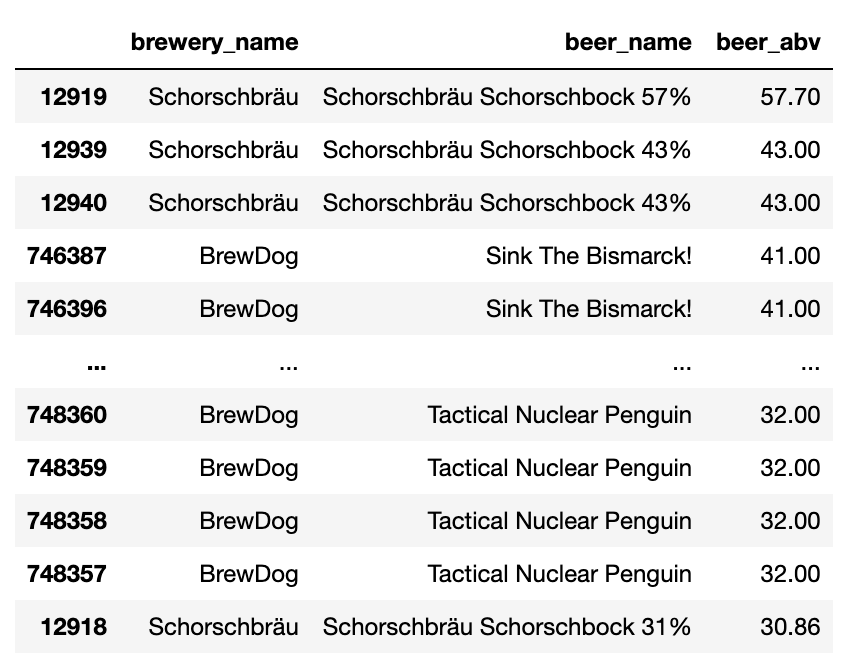 brewery_name beer_name beer_abv
12919 Schorschbräu Schorschbräu Schorschbock 57% 57.70
12939 Schorschbräu Schorschbräu Schorschbock 43% 43.00
12940 Schorschbräu Schorschbräu Schorschbock 43% 43.00
746387 BrewDog Sink The Bismarck! 41.00
746396 BrewDog Sink The Bismarck! 41.00
... ... ... ...
748360 BrewDog Tactical Nuclear Penguin 32.00
748359 BrewDog Tactical Nuclear Penguin 32.00
748358 BrewDog Tactical Nuclear Penguin 32.00
748357 BrewDog Tactical Nuclear Penguin 32.00
12918 Schorschbräu Schorschbräu Schorschbock 31% 30.86